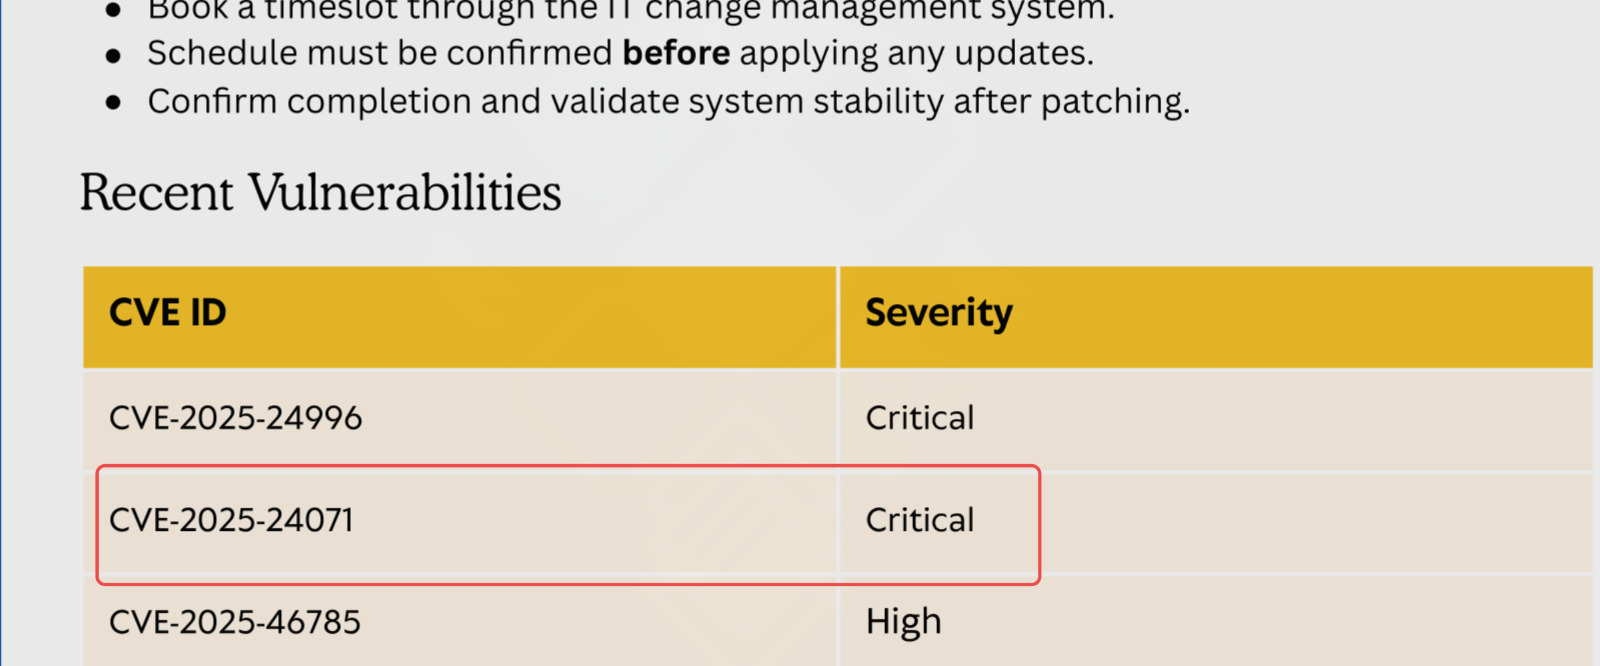 ● Book a timeslot through the IT change management system.
● Schedule must be confirmed before applying any updates.
● Confirm completion and validate system stability after patching.
Recent Vulnerabilities
CVE ID Severity
CVE-2025-24996 Critical
CVE-2025-24071 Critical
CVE-2025-46785 High